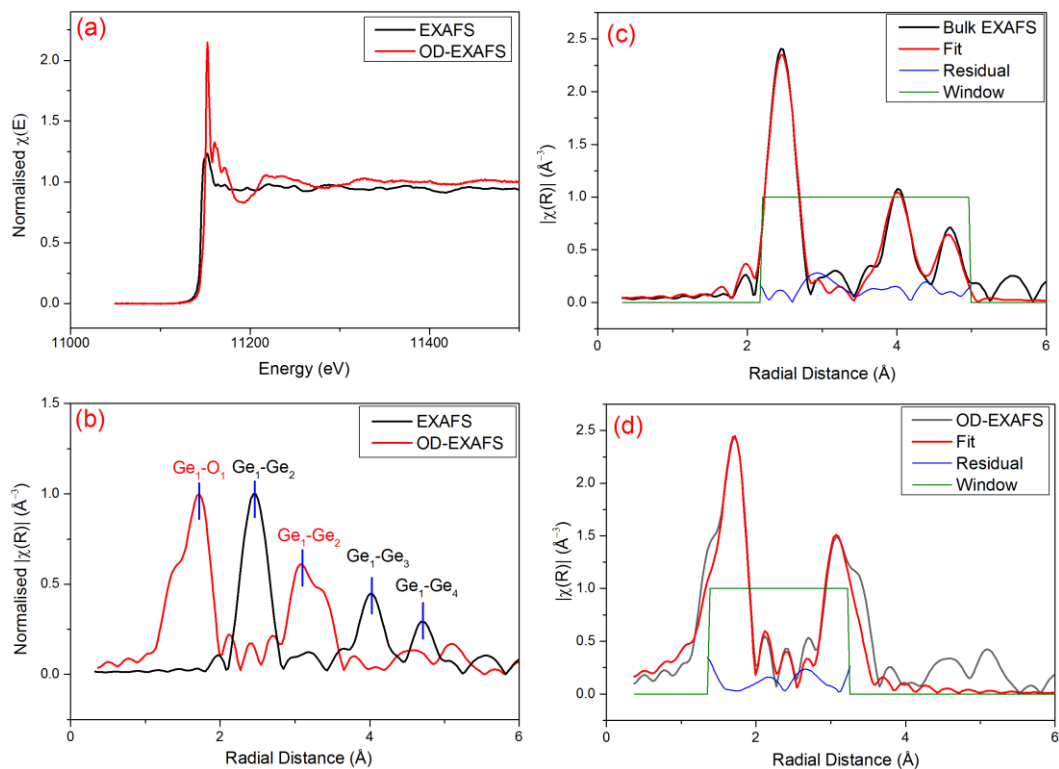 (a)
EXAFS
OD-EXAFS
Normalised χ(E)
2.0
1.0
0.0
11000
11200
11400
Energy (eV)
(b)
EXAFS
OD-EXAFS
Ge₁-O₁
Ge₁-Ge₂
Ge₁-Ge₂
Ge₁-Ge₃
Ge₁-Ge₄
Normalised |χ(R)| (Å⁻³)
1.5
1.0
0.5
0.0
0
2
4
6
Radial Distance (Å)
(c)
Bulk EXAFS
Fit
Residual
Window
|χ(R)| (Å⁻³)
2.5
2.0
1.5
1.0
0.5
0.0
0
2
4
6
Radial Distance (Å)
(d)
OD-EXAFS
Fit
Residual
Window
|χ(R)| (Å⁻³)
2.5
2.0
1.5
1.0
0.5
0.0
0
2
4
6
Radial Distance (Å)